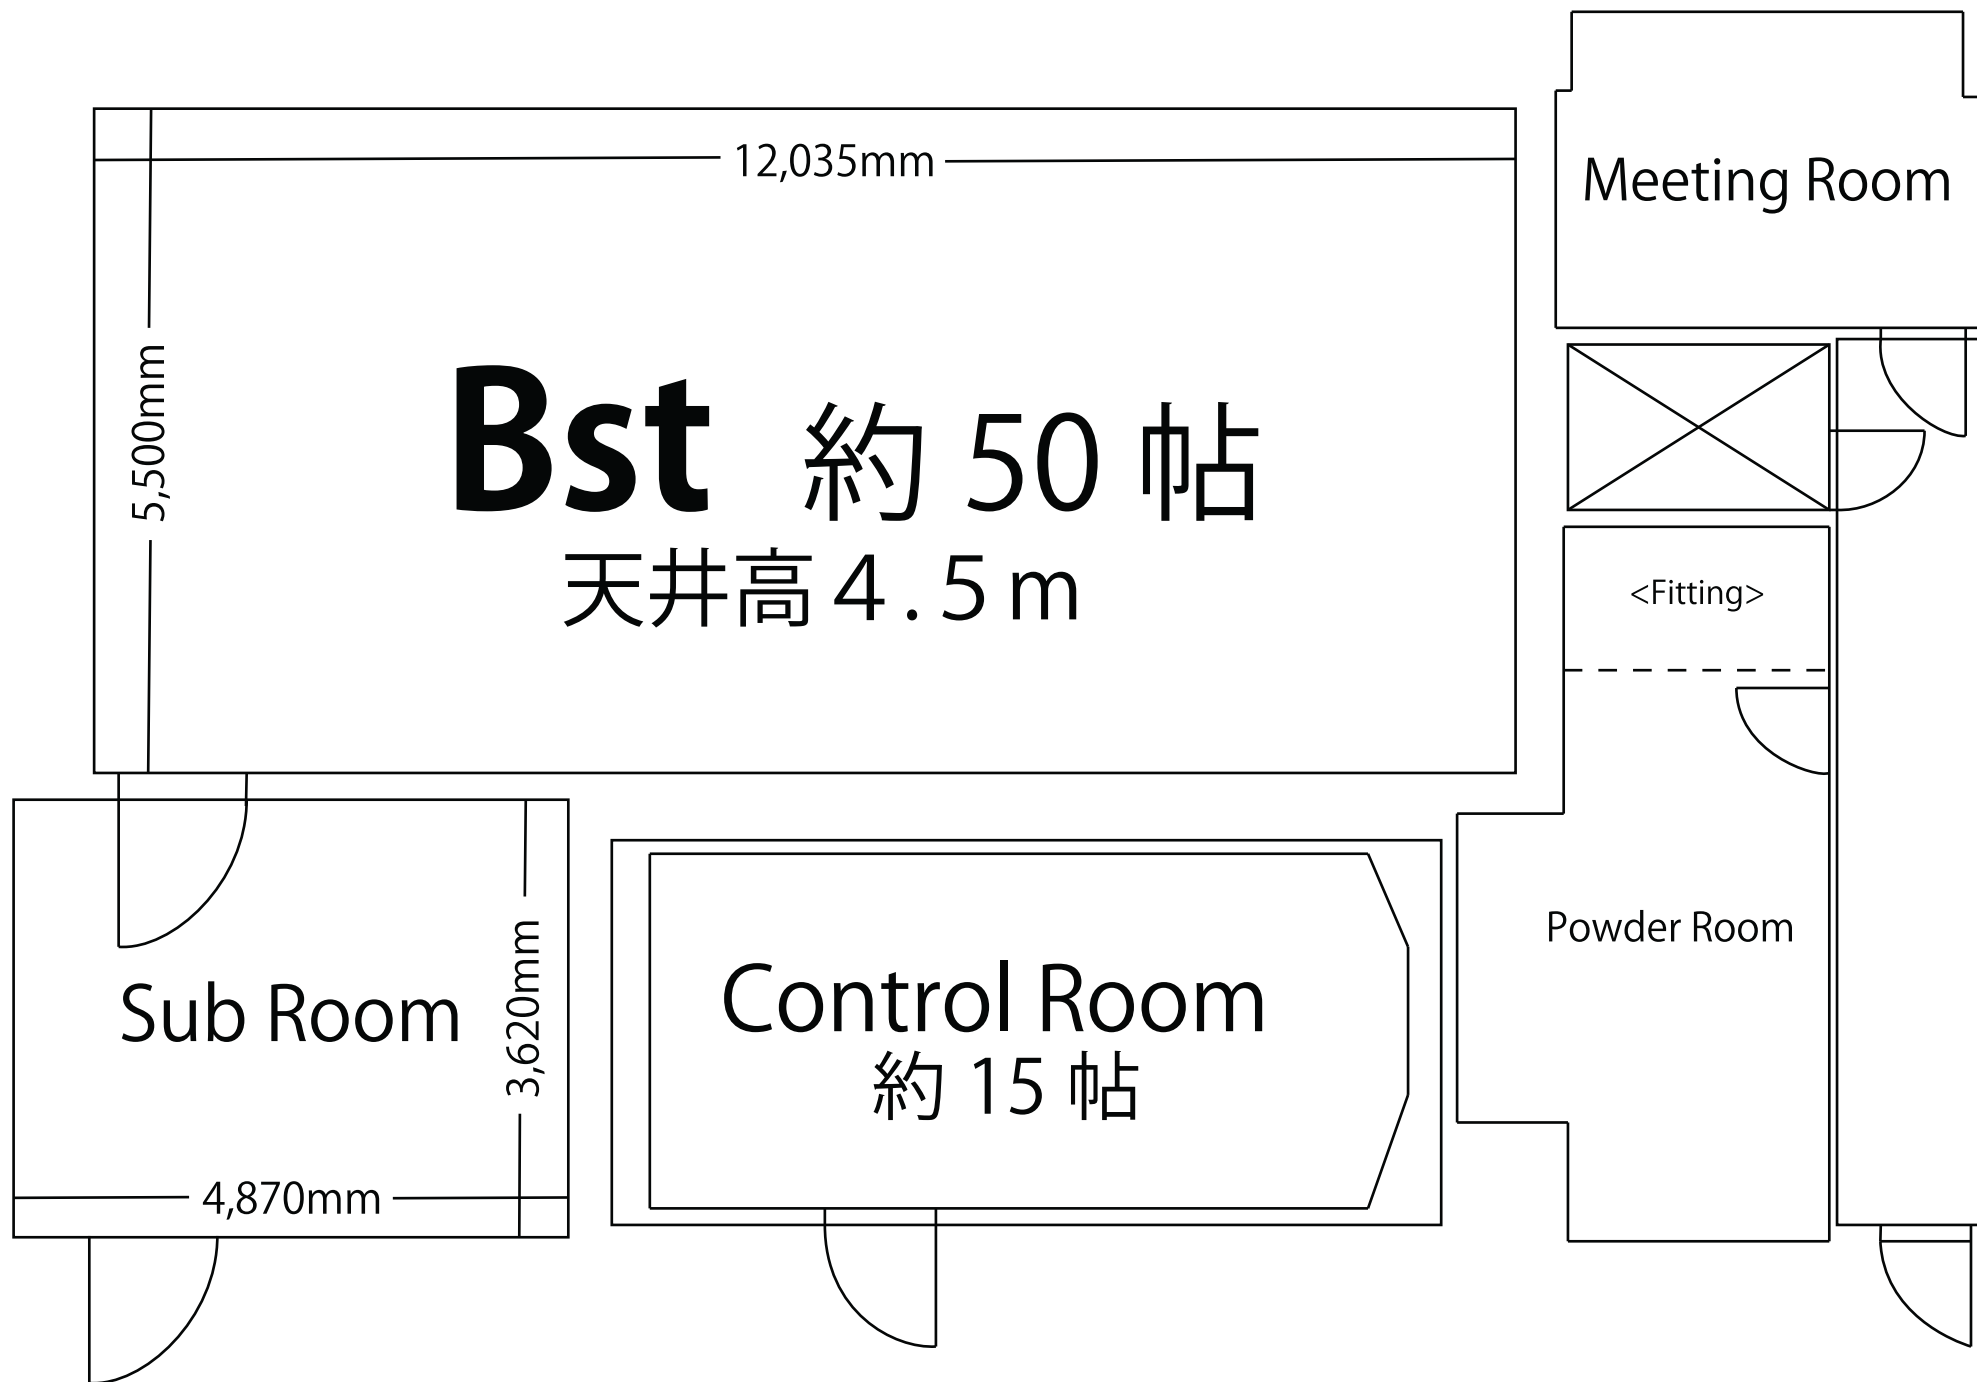 12,035mm
Meeting Room
5,500mm
Bst 約 50 帖
天井高 4 . 5 m
<Fitting>
Powder Room
Sub Room
3,620mm
4,870mm
Control Room
約 15 帖